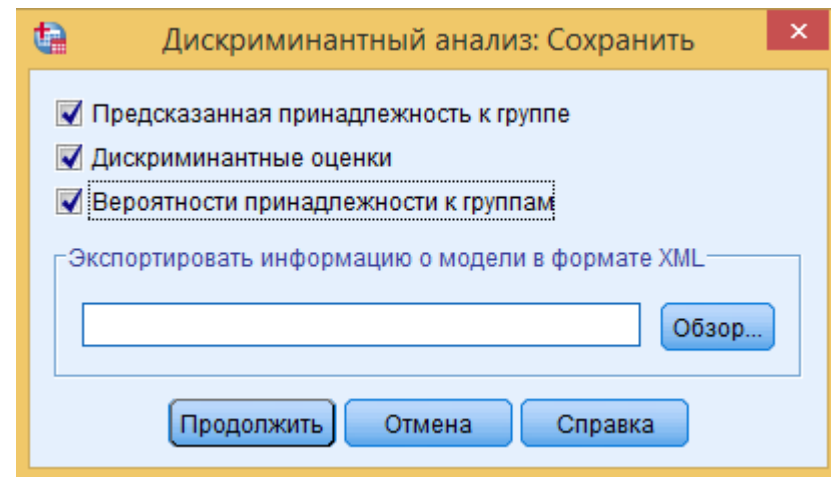 Дискриминантный анализ: Сохранить
Предсказанная принадлежность к группе
Дискриминантные оценки
Вероятности принадлежности к группам
Экспортировать информацию о модели в формате XML
Обзор...
Продолжить Отмена Справка